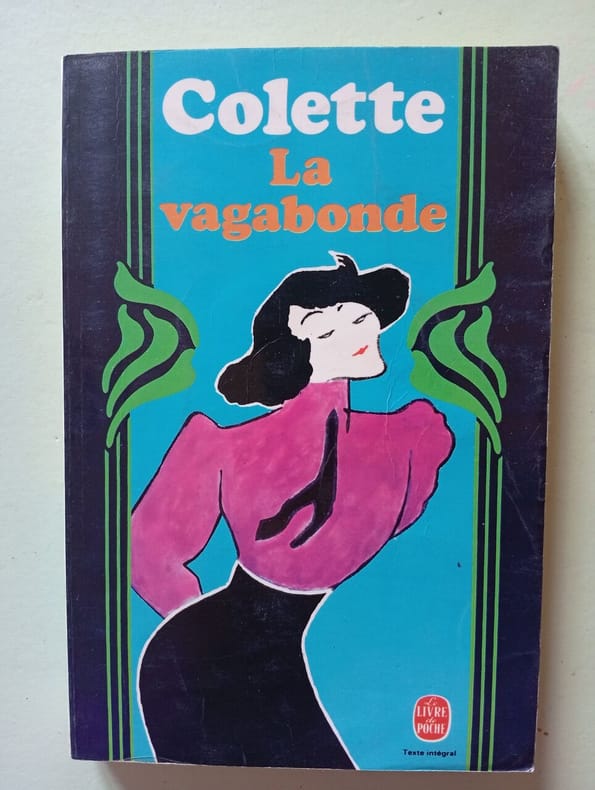 Colette
La
vagabonde
Le
LIVRE
de
POCHE
Texte intégral